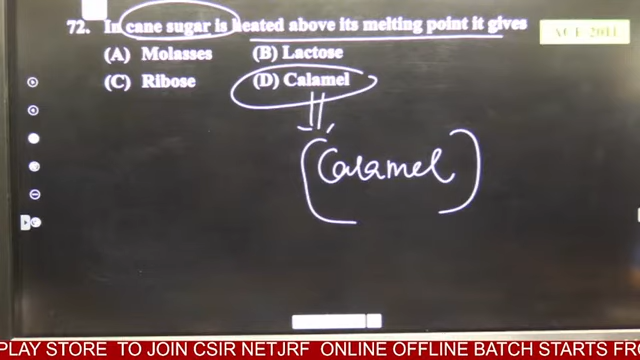 72. In cane sugar is heated above its melting point it gives
ACF-2011
(A) Molasses (B) Lactose
(C) Ribose (D) Calamel
(Calamel)
PLAY STORE TO JOIN CSIR NETJRF ONLINE OFFLINE BATCH STARTS FR